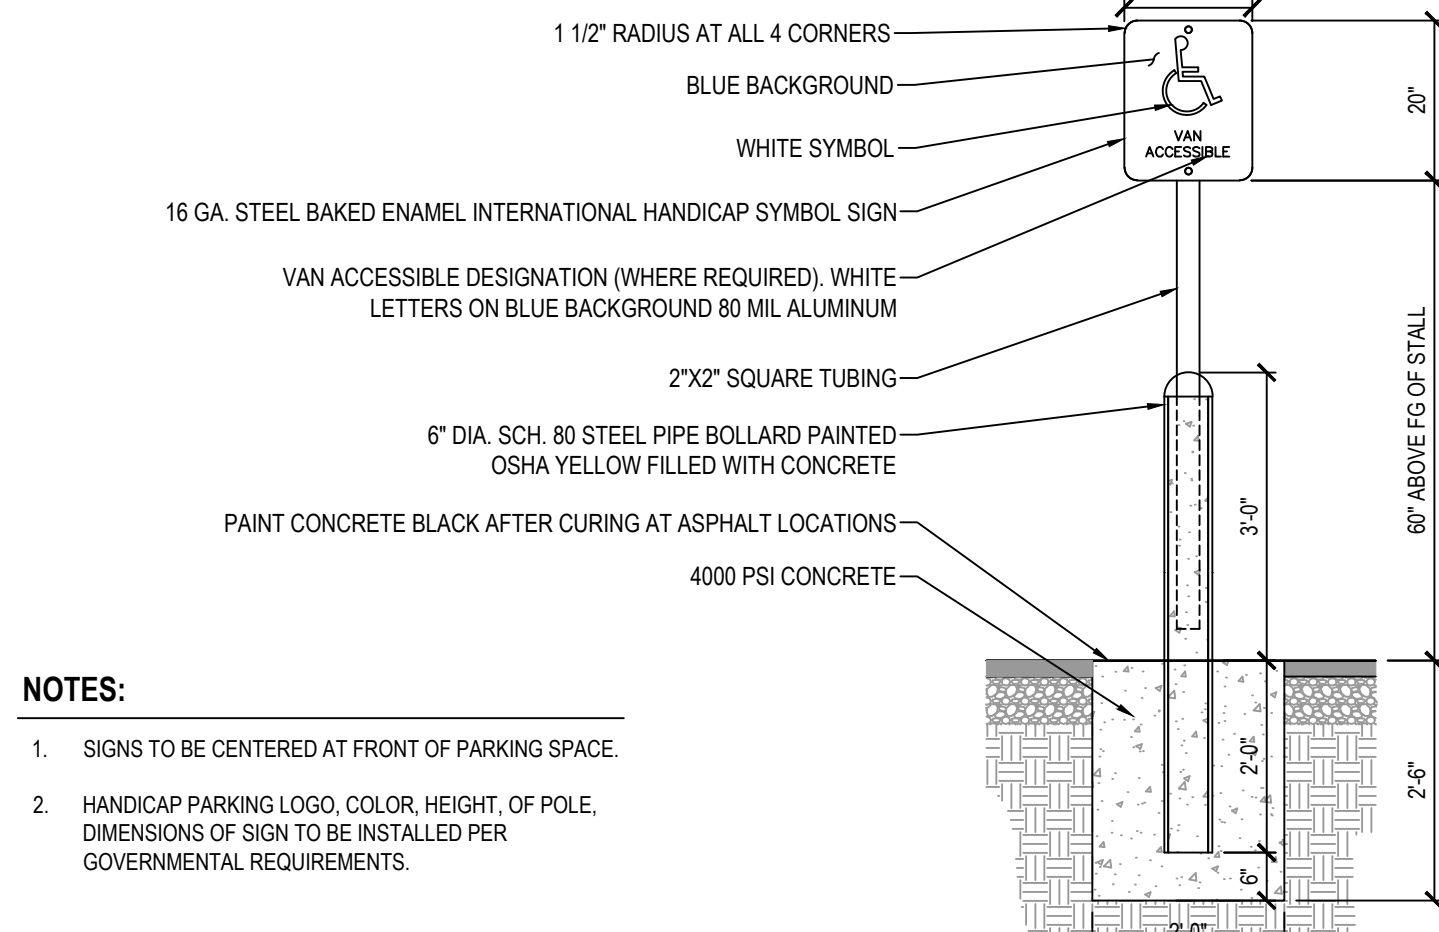 1 1/2" RADIUS AT ALL 4 CORNERS
BLUE BACKGROUND
WHITE SYMBOL
16 GA. STEEL BAKED ENAMEL INTERNATIONAL HANDICAP SYMBOL SIGN
VAN ACCESSIBLE DESIGNATION (WHERE REQUIRED). WHITE
LETTERS ON BLUE BACKGROUND 80 MIL ALUMINUM
2"X2" SQUARE TUBING
6" DIA. SCH. 80 STEEL PIPE BOLLARD PAINTED
OSHA YELLOW FILLED WITH CONCRETE
PAINT CONCRETE BLACK AFTER CURING AT ASPHALT LOCATIONS
4000 PSI CONCRETE
VAN
ACCESSIBLE
20"
60" ABOVE FG OF STALL
3'-0"
2'-0"
2'-6"
6"
2'-0"
NOTES:
1. SIGNS TO BE CENTERED AT FRONT OF PARKING SPACE.
2. HANDICAP PARKING LOGO, COLOR, HEIGHT, OF POLE,
DIMENSIONS OF SIGN TO BE INSTALLED PER
GOVERNMENTAL REQUIREMENTS.